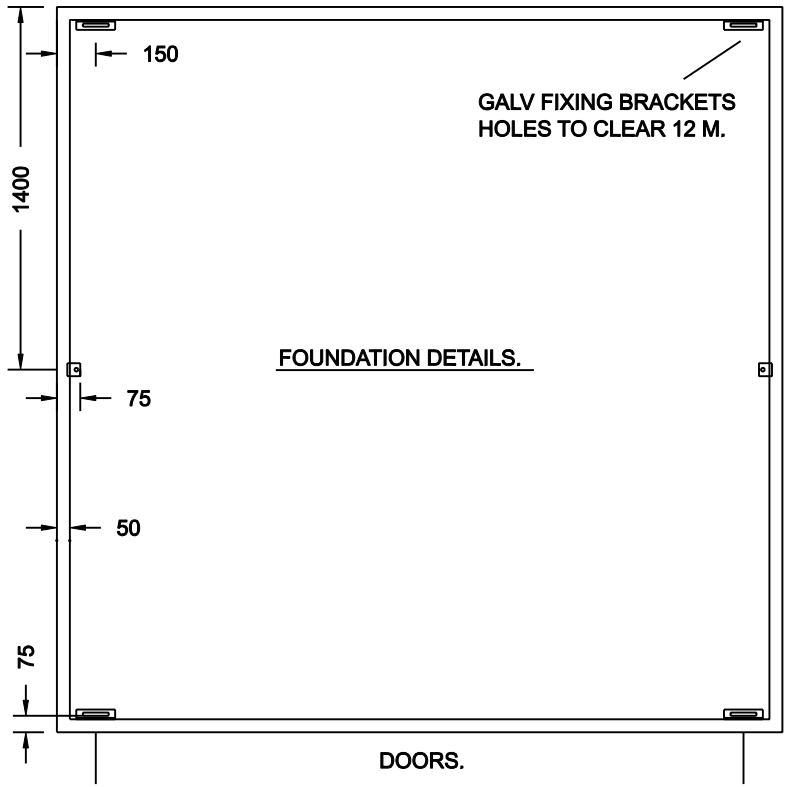 150
GALV FIXING BRACKETS
HOLES TO CLEAR 12 M.
1400
FOUNDATION DETAILS.
75
50
75
DOORS.